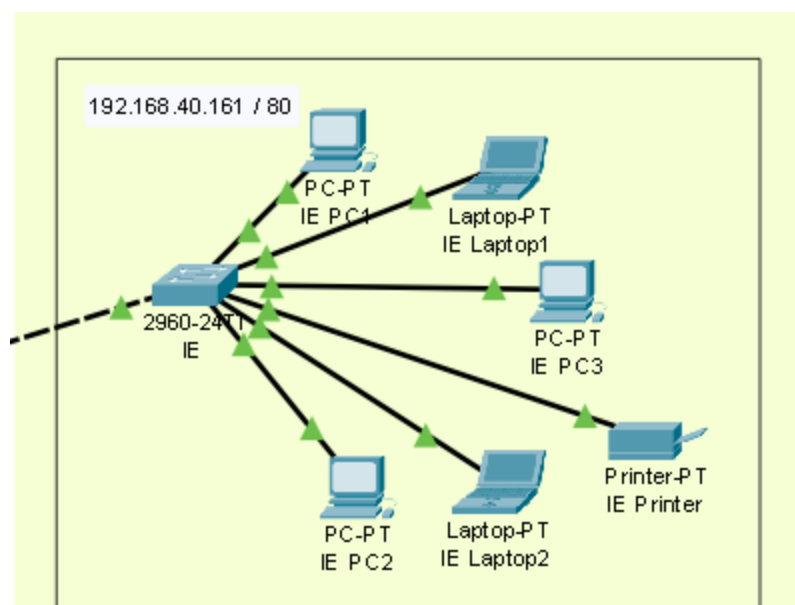 192.168.40.161 / 80
PC-PT
IE PC1
Laptop-PT
IE Laptop1
2960-24TT
IE
PC-PT
IE PC3
Printer-PT
IE Printer
PC-PT
IE PC2
Laptop-PT
IE Laptop2